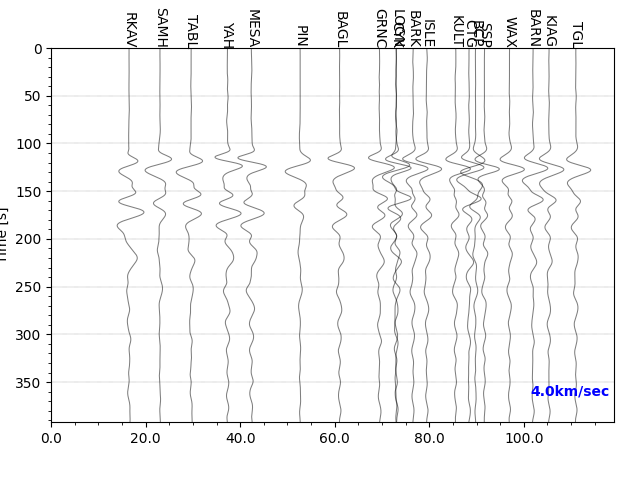 RKAV SAMH TABL YAH MESA PIN BAGL GRNC BARK ISLE KULT SSP WAX BARN KIAG TGL
0
50
100
150
200
250
300
350
Time [s]
4.0km/sec
0.0 20.0 40.0 60.0 80.0 100.0